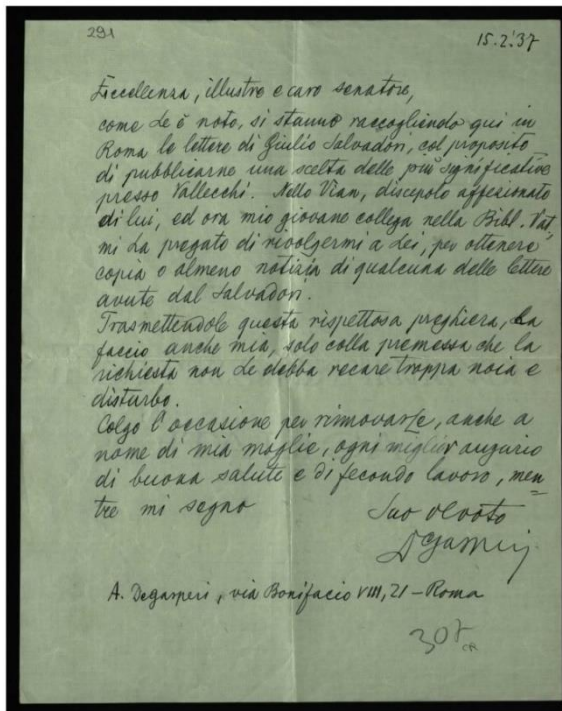 291
15.2.'37
Eccellenza, illustre e caro senatore,
come Le è noto, si stanno raccogliendo qui in
Roma le lettere di Giulio Salvadori, col proposito
di pubblicarne una scelta delle più significative
presso Vallecchi. Nello Vian, discepolo affezionato
di lui, ed ora mio giovane collega nella Bibl. Vat.
mi ha pregato di rivolgermi a Lei, per ottenere
copia o almeno notizia di qualcuna delle lettere
avute dal Salvadori.
Trasmettendole questa rispettosa preghiera, la
faccio anche mia, solo colla premessa che la
richiesta non Le debba recare troppa noia e
disturbo.
Colgo l'occasione per rinnovarLe, anche a
nome di mia moglie, ogni miglior augurio
di buona salute e di fecondo lavoro, men=
tre mi segno
Suo devoto
Degasperi
A. Degasperi, via Bonifacio VIII, 21 – Roma
307